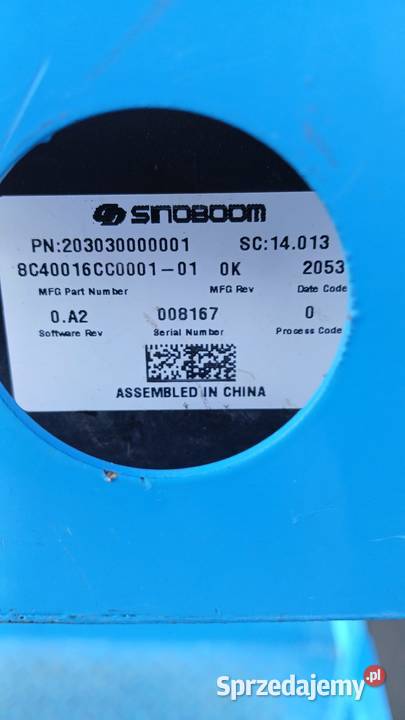 SINOBOOM
PN:203030000001 SC:14.013
8C40016CC0001-01 0K 2053
MFG Part Number MFG Rev Date Code
0.A2 008167 0
Software Rev Serial Number Process Code
ASSEMBLED IN CHINA
Sprzedajemy.pl